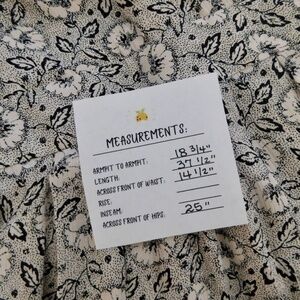 MEASUREMENTS:
ARMPIT TO ARMPIT: 18 3/4"
LENGTH: 37 1/2"
ACROSS FRONT OF WAIST: 14 1/2"
RISE:
INSEAM:
ACROSS FRONT OF HIPS: 25"